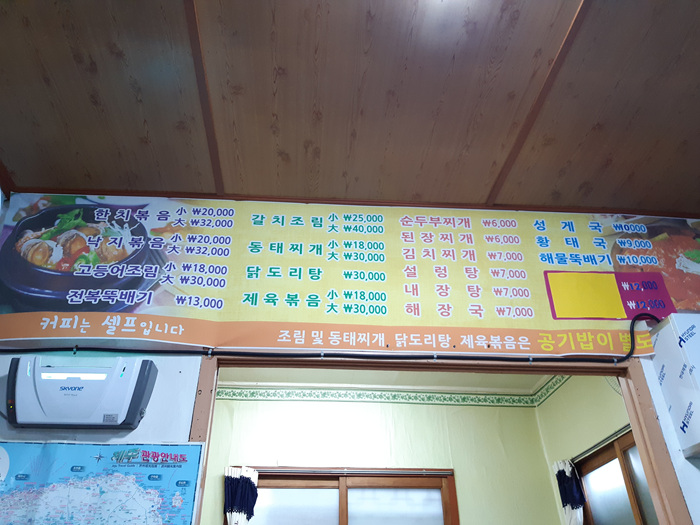 한치볶음 小 ₩20,000
大 ₩32,000
낙지볶음 小 ₩20,000
大 ₩32,000
고등어조림 小 ₩18,000
大 ₩30,000
전복뚝배기 ₩13,000
갈치조림 小 ₩25,000
大 ₩40,000
동태찌개 小 ₩18,000
大 ₩30,000
닭도리탕 ₩30,000
제육볶음 小 ₩18,000
大 ₩30,000
순두부찌개 ₩6,000
된장찌개 ₩6,000
김치찌개 ₩7,000
설렁탕 ₩7,000
내장탕 ₩7,000
해장국 ₩7,000
성게국
황태국 ₩9,000
해물뚝배기 ₩10,000
₩12,000
커피는 셀프입니다
조림 및 동태찌개, 닭도리탕, 제육볶음은 공기밥이 별도
SKYONE
관광안내도